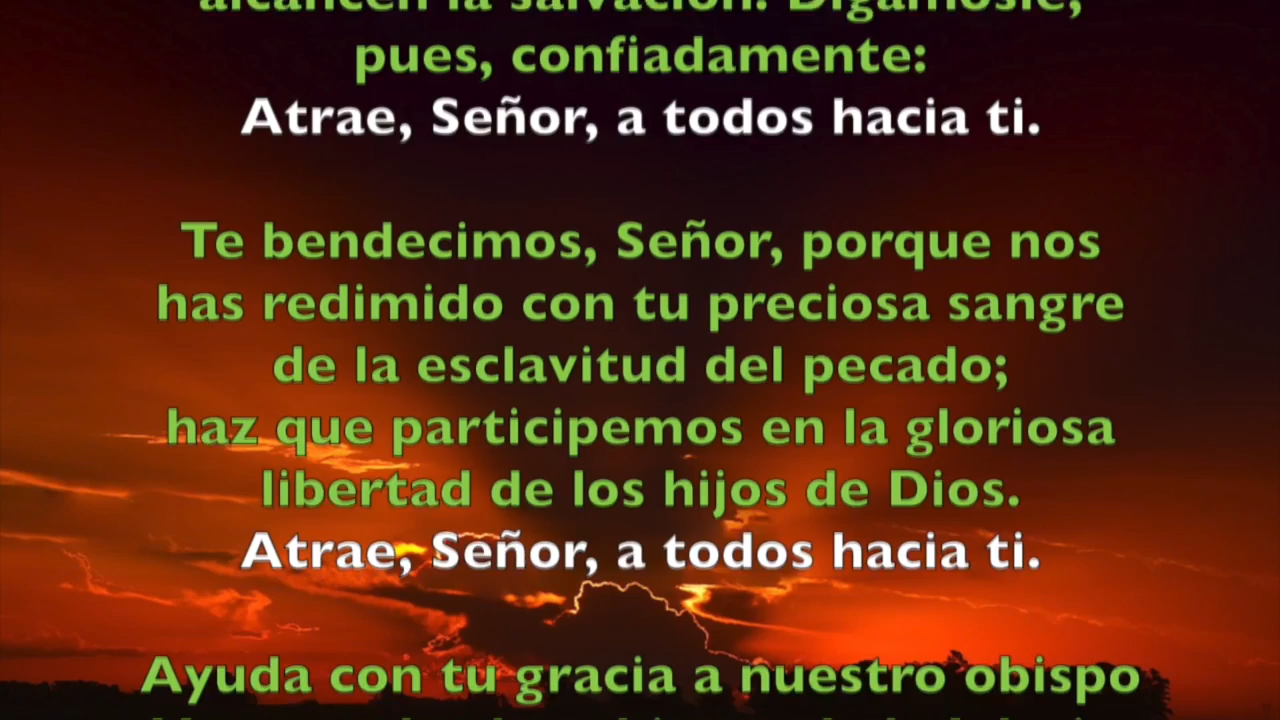 alcancen la salvación. Digámosle,
pues, confiadamente:
Atrae, Señor, a todos hacia ti.
Te bendecimos, Señor, porque nos
has redimido con tu preciosa sangre
de la esclavitud del pecado;
haz que participemos en la gloriosa
libertad de los hijos de Dios.
Atrae, Señor, a todos hacia ti.
Ayuda con tu gracia a nuestro obispo